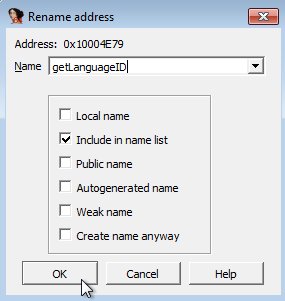 Rename address
Address: 0x10004E79
Name getLanguageID
Local name
Include in name list
Public name
Autogenerated name
Weak name
Create name anyway
OK Cancel Help